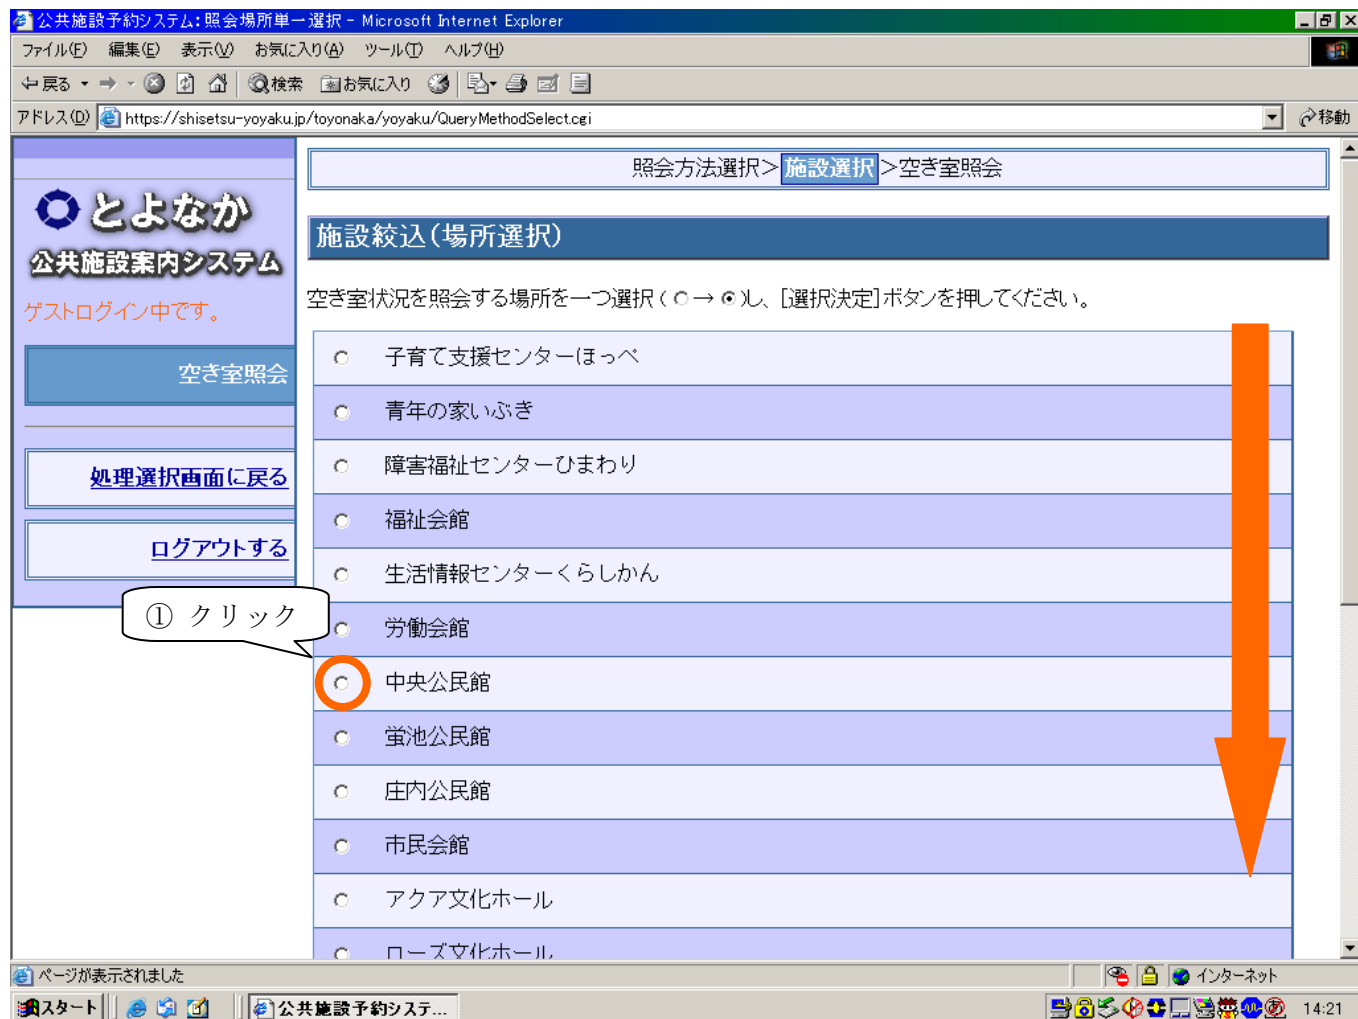 公共施設予約システム:照会場所単一選択 - Microsoft Internet Explorer
ファイル(F) 編集(E) 表示(V) お気に入り(A) ツール(T) ヘルプ(H)
戻る 検索 お気に入り
アドレス(D) https://shisetsu-yoyaku.jp/toyonaka/yoyaku/QueryMethodSelect.cgi 移動
とよなか
公共施設案内システム
ゲストログイン中です。
空き室照会
処理選択画面に戻る
ログアウトする
① クリック
照会方法選択>施設選択>空き室照会
施設絞込(場所選択)
空き室状況を照会する場所を一つ選択(○→◉)し、[選択決定]ボタンを押してください。
子育て支援センターほっぺ
青年の家いぶき
障害福祉センターひまわり
福祉会館
生活情報センターくらしかん
労働会館
中央公民館
蛍池公民館
庄内公民館
市民会館
アクア文化ホール
ローズ文化ホール
ページが表示されました インターネット
スタート 公共施設予約システ... 14:21